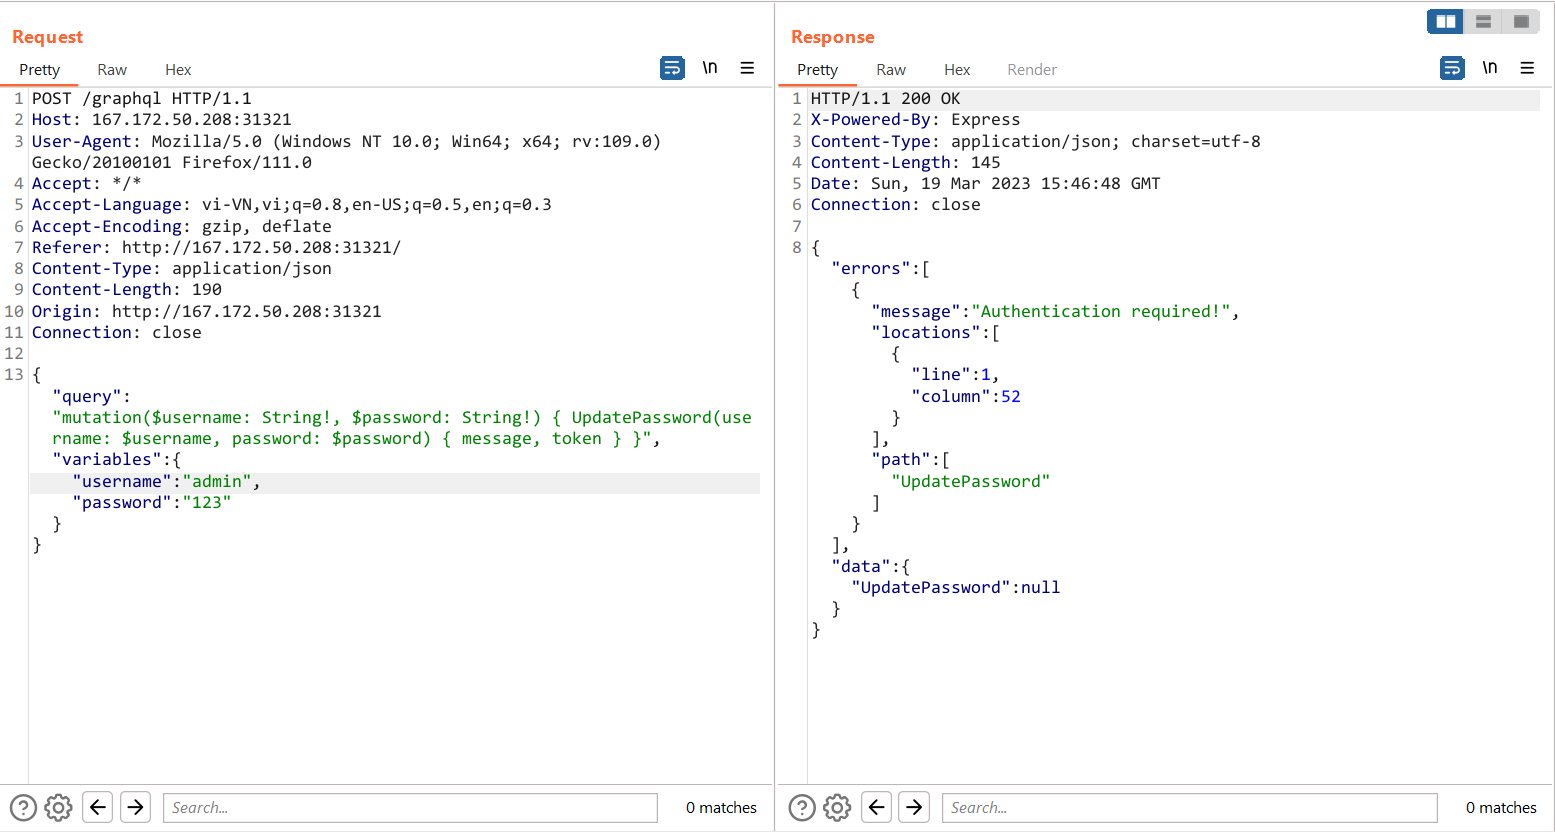 Request
Pretty Raw Hex \n
1 POST /graphql HTTP/1.1
2 Host: 167.172.50.208:31321
3 User-Agent: Mozilla/5.0 (Windows NT 10.0; Win64; x64; rv:109.0)
Gecko/20100101 Firefox/111.0
4 Accept: */*
5 Accept-Language: vi-VN,vi;q=0.8,en-US;q=0.5,en;q=0.3
6 Accept-Encoding: gzip, deflate
7 Referer: http://167.172.50.208:31321/
8 Content-Type: application/json
9 Content-Length: 190
10 Origin: http://167.172.50.208:31321
11 Connection: close
12
13 {
"query":
"mutation($username: String!, $password: String!) { UpdatePassword(use
rname: $username, password: $password) { message, token } }",
"variables":{
"username":"admin",
"password":"123"
}
}
? Search... 0 matches
Response
Pretty Raw Hex Render \n
1 HTTP/1.1 200 OK
2 X-Powered-By: Express
3 Content-Type: application/json; charset=utf-8
4 Content-Length: 145
5 Date: Sun, 19 Mar 2023 15:46:48 GMT
6 Connection: close
7
8 {
"errors":[
{
"message":"Authentication required!",
"locations":[
{
"line":1,
"column":52
}
],
"path":[
"UpdatePassword"
]
}
],
"data":{
"UpdatePassword":null
}
}
? Search... 0 matches